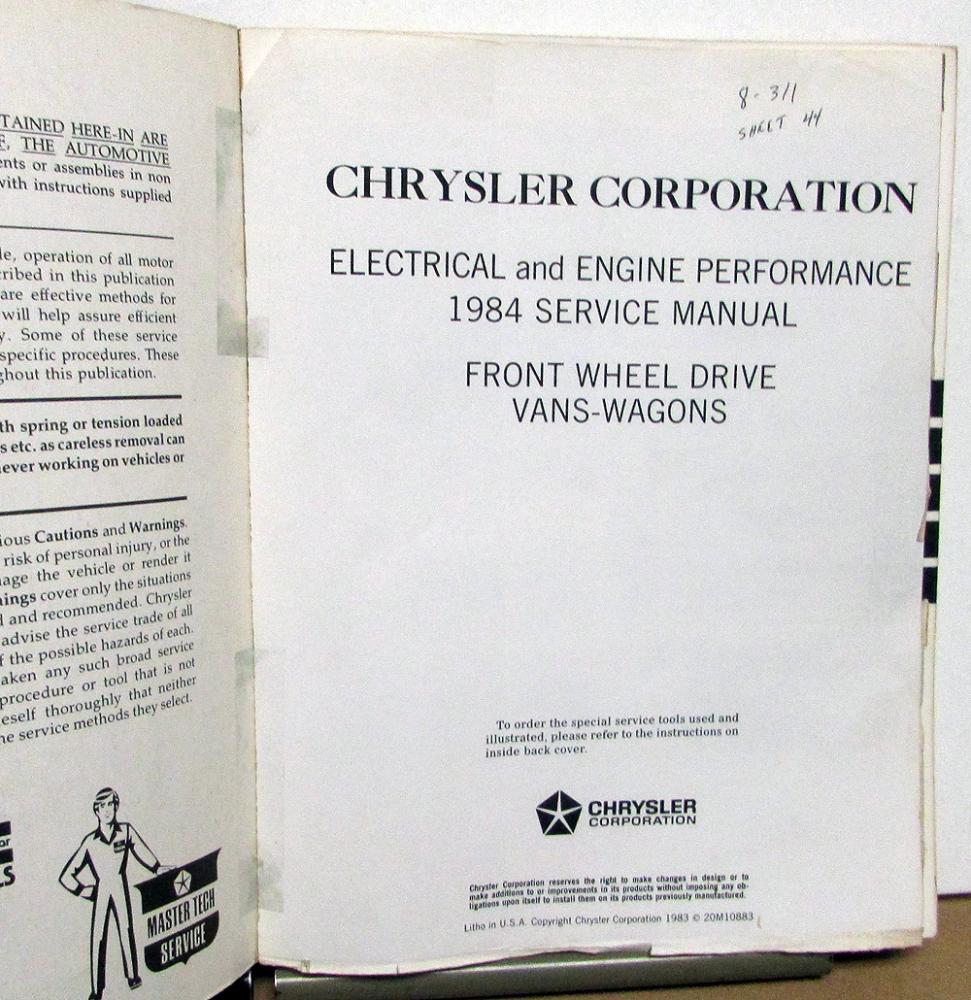 TAINED HERE-IN ARE
THE AUTOMOTIVE
ents or assemblies in non
with instructions supplied
le, operation of all motor
cribed in this publication
are effective methods for
will help assure efficient
y. Some of these service
specific procedures. These
ghout this publication.
th spring or tension loaded
s etc. as careless removal can
never working on vehicles or
ious Cautions and Warnings.
risk of personal injury, or the
nage the vehicle or render it
nings cover only the situations
d and recommended. Chrysler
advise the service trade of all
f the possible hazards of each.
aken any such broad service
procedure or tool that is not
eself thoroughly that neither
he service methods they select.
or
LS
MASTER TECH
SERVICE
8-311
SHEET 44
CHRYSLER CORPORATION
ELECTRICAL and ENGINE PERFORMANCE
1984 SERVICE MANUAL
FRONT WHEEL DRIVE
VANS-WAGONS
To order the special service tools used and
illustrated, please refer to the instructions on
inside back cover.
CHRYSLER
CORPORATION
Chrysler Corporation reserves the right to make changes in design or to
make additions to or improvements in its products without imposing any ob-
ligations upon itself to install them on its products previously manufactured.
Litho in U.S.A. Copyright Chrysler Corporation 1983 © 20M10883